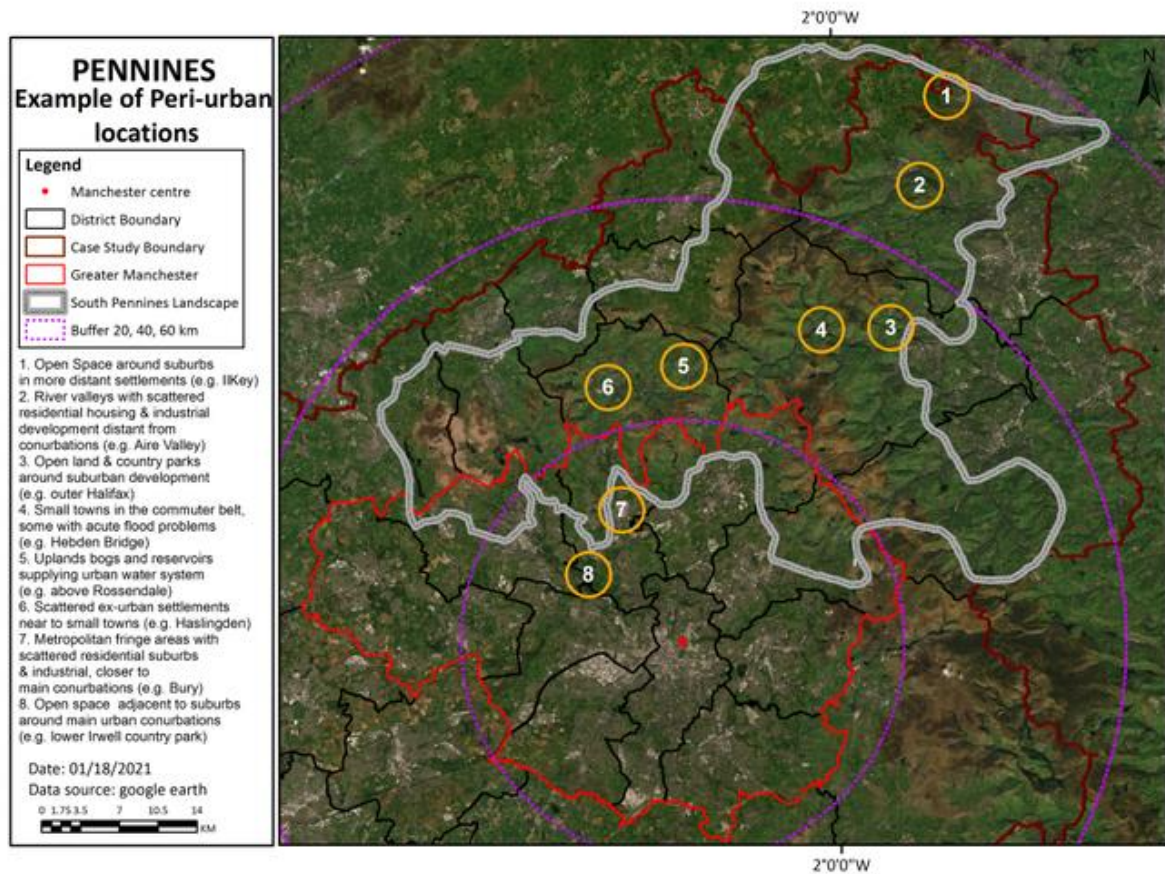 PENNINES
Example of Peri-urban
locations
Legend
Manchester centre
District Boundary
Case Study Boundary
Greater Manchester
South Pennines Landscape
Buffer 20, 40, 60 km
1. Open Space around suburbs
in more distant settlements (e.g. IlKey)
2. River valleys with scattered
residential housing & industrial
development distant from
conurbations (e.g. Aire Valley)
3. Open land & country parks
around suburban development
(e.g. outer Halifax)
4. Small towns in the commuter belt,
some with acute flood problems
(e.g. Hebden Bridge)
5. Uplands bogs and reservoirs
supplying urban water system
(e.g. above Rossendale)
6. Scattered ex-urban settlements
near to small towns (e.g. Haslingden)
7. Metropolitan fringe areas with
scattered residential suburbs
& industrial, closer to
main conurbations (e.g. Bury)
8. Open space adjacent to suburbs
around main urban conurbations
(e.g. lower Irwell country park)
Date: 01/18/2021
Data source: google earth
0 1.75 3.5 7 10.5 14
KM
2°0'0"W
N
1
2
3
4
5
6
7
8
2°0'0"W